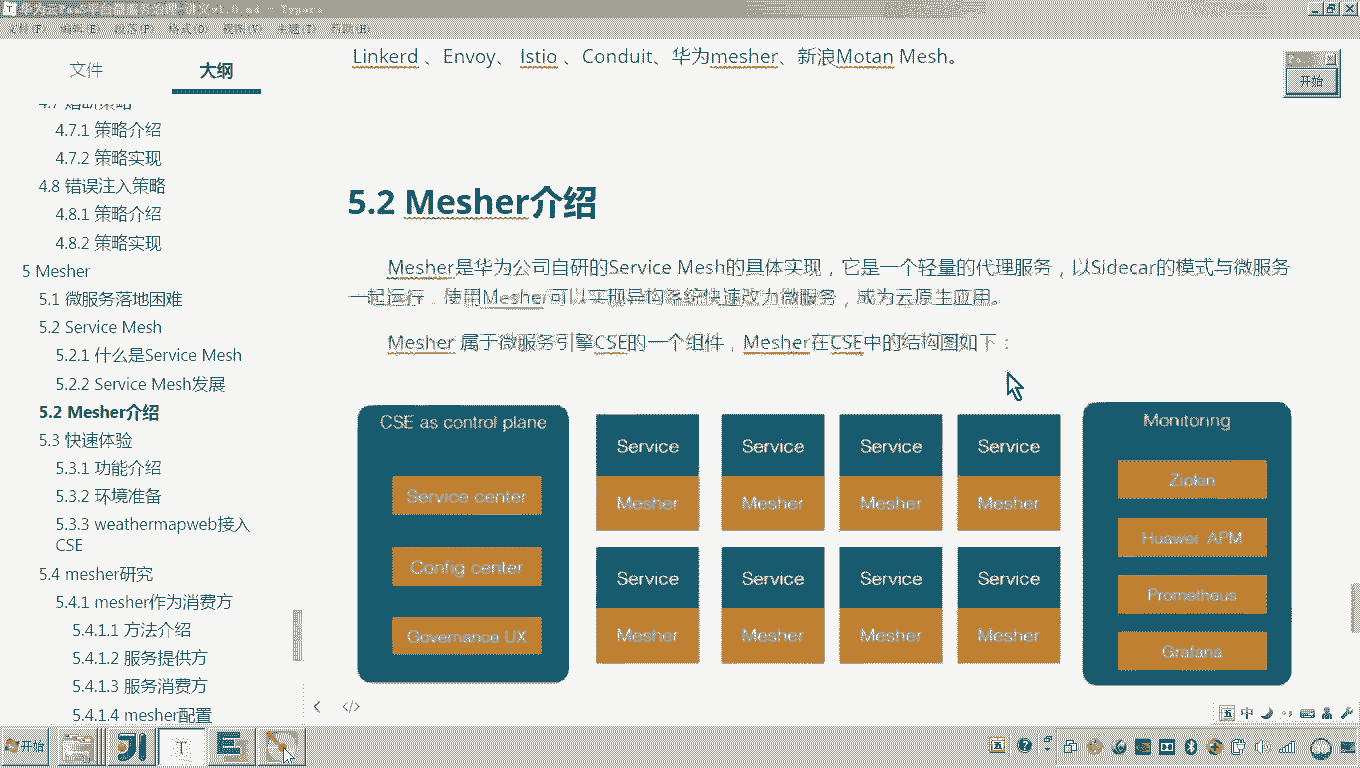 华为云PaaS平台微服务治理-讲义v1.0.md - Typora
文件(F) 编辑(E) 段落(P) 格式(O) 视图(V) 主题(T) 帮助(H)
文件 大纲
4.7 熔断策略
4.7.1 策略介绍
4.7.2 策略实现
4.8 错误注入策略
4.8.1 策略介绍
4.8.2 策略实现
5 Mesher
5.1 微服务落地困难
5.2 Service Mesh
5.2.1 什么是Service Mesh
5.2.2 Service Mesh发展
5.2 Mesher介绍
5.3 快速体验
5.3.1 功能介绍
5.3.2 环境准备
5.3.3 weathermapweb接入
CSE
5.4 mesher研究
5.4.1 mesher作为消费方
5.4.1.1 方法介绍
5.4.1.2 服务提供方
5.4.1.3 服务消费方
5.4.1.4 mesher配置
Linkerd 、Envoy、 Istio 、Conduit、华为mesher、新浪Motan Mesh。
5.2 Mesher介绍
Mesher是华为公司自研的Service Mesh的具体实现，它是一个轻量的代理服务，以Sidecar的模式与微服务
一起运行，使用Mesher可以实现异构系统快速改为微服务，成为云原生应用。
Mesher 属于微服务引擎CSE的一个组件，Mesher在CSE中的结构图如下：
CSE as control plane
Service center
Config center
Governance UX
Service Service Service Service
Mesher Mesher Mesher Mesher
Service Service Service Service
Mesher Mesher Mesher Mesher
Monitoring
Zipkin
Huawei APM
Prometheus
Grafana
开始
</>
五 中
开始
T
五